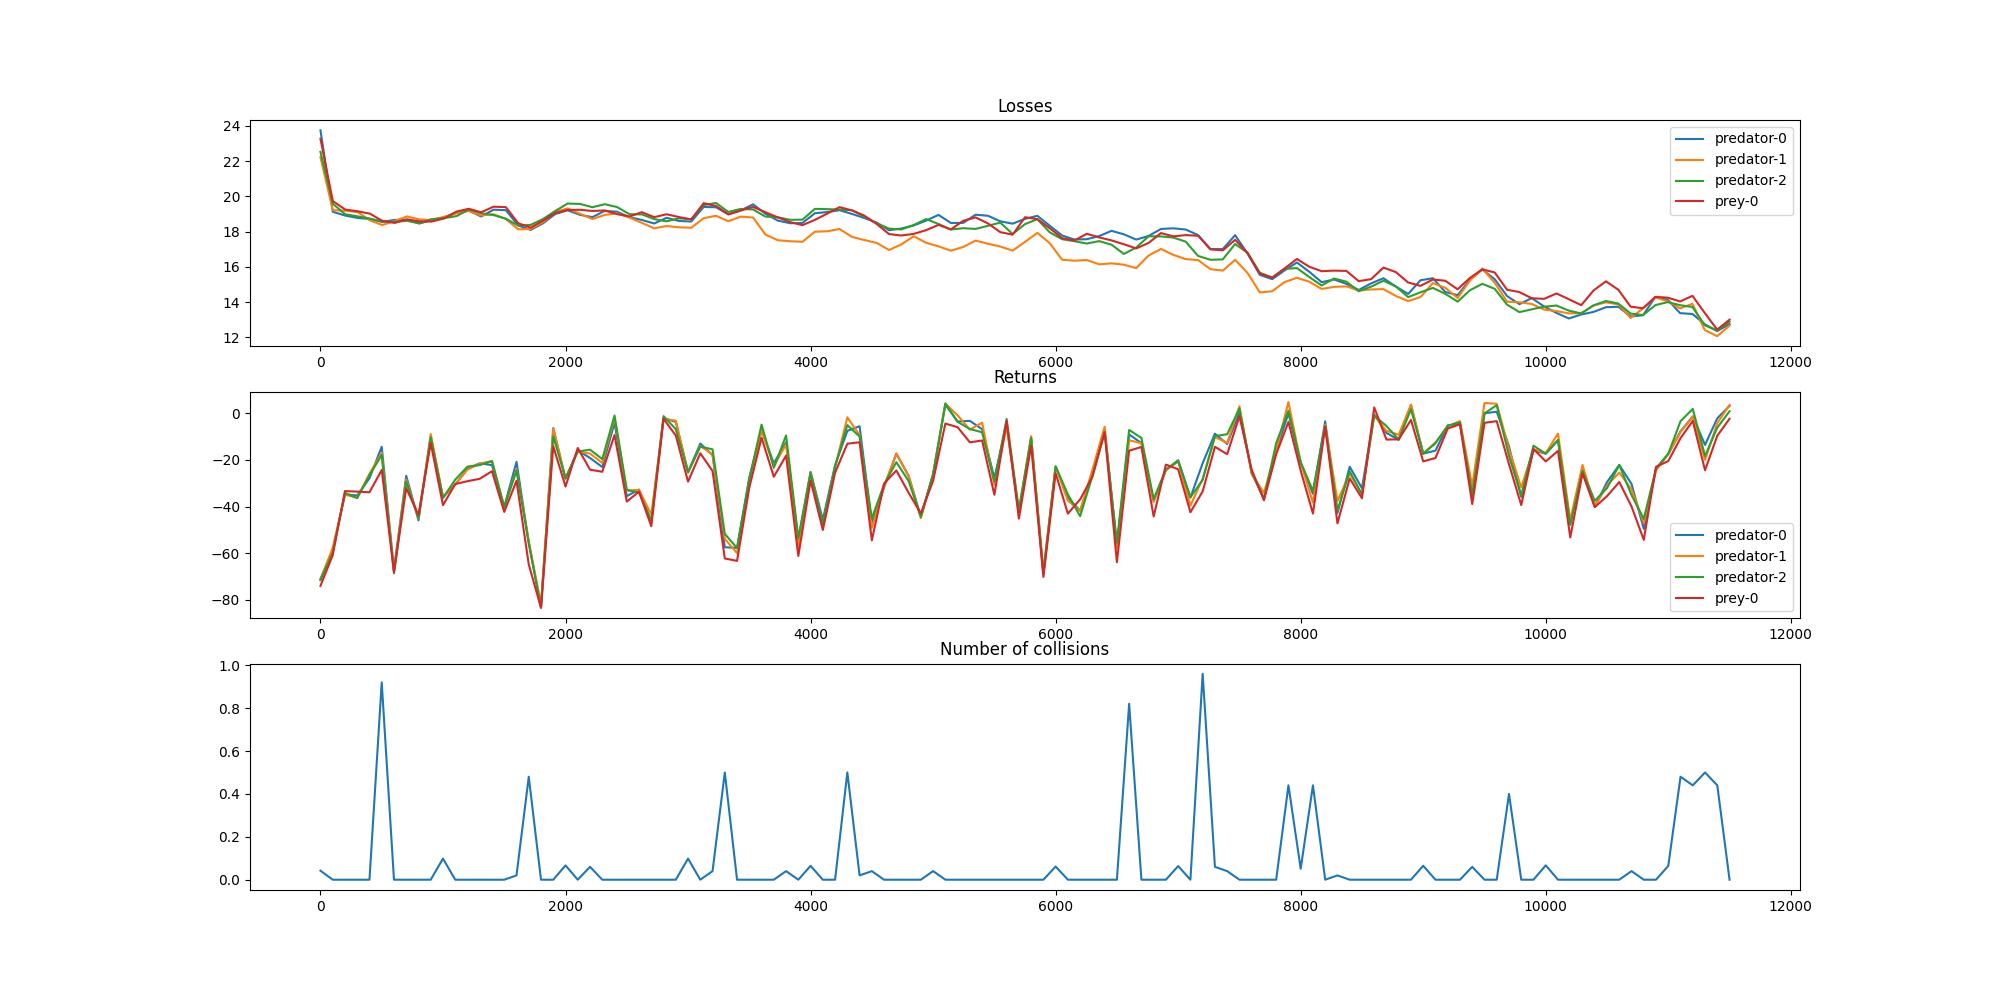 Losses
24
22
20
18
16
14
12
predator-0
predator-1
predator-2
prey-0
0 2000 4000 6000 8000 10000 12000
Returns
0
−20
−40
−60
−80
predator-0
predator-1
predator-2
prey-0
0 2000 4000 6000 8000 10000 12000
Number of collisions
1.0
0.8
0.6
0.4
0.2
0.0
0 2000 4000 6000 8000 10000 12000